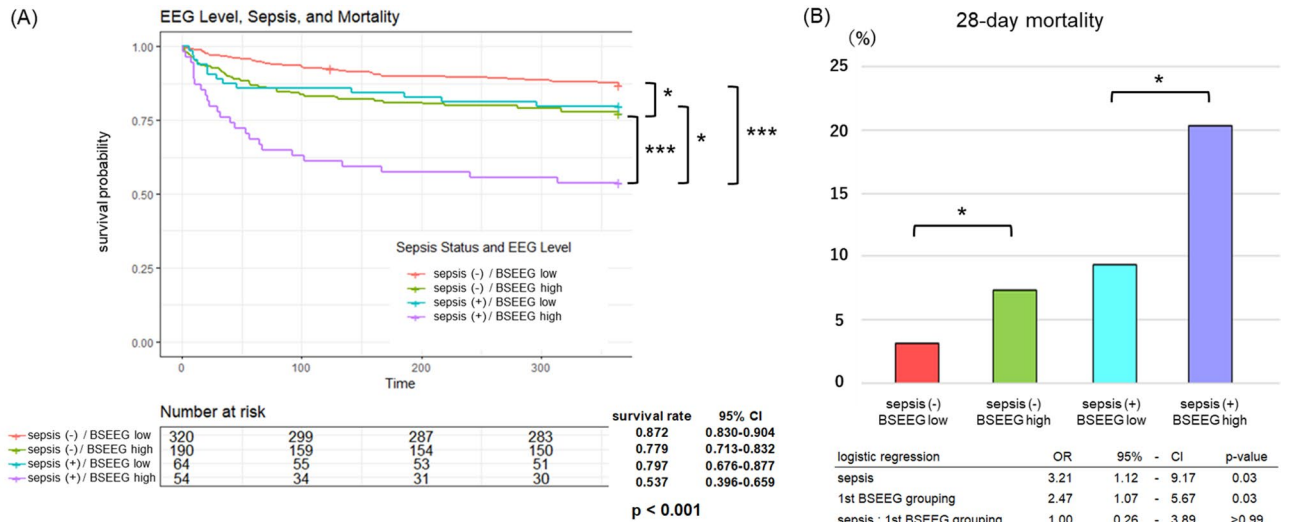 (A)
EEG Level, Sepsis, and Mortality
1.00
0.75
0.50
0.25
0.00
survival probability
0 100 200 300
Time
Sepsis Status and EEG Level
sepsis (-) / BSEEG low
sepsis (-) / BSEEG high
sepsis (+) / BSEEG low
sepsis (+) / BSEEG high
*
***
*
***
Number at risk survival rate 95% CI
sepsis (-) / BSEEG low 320 299 287 283 0.872 0.830-0.904
sepsis (-) / BSEEG high 190 159 154 150 0.779 0.713-0.832
sepsis (+) / BSEEG low 64 55 53 51 0.797 0.676-0.877
sepsis (+) / BSEEG high 54 34 31 30 0.537 0.396-0.659
p < 0.001
(B)
28-day mortality
(%)
25
20
15
10
5
0
*
*
sepsis (-) BSEEG low
sepsis (-) BSEEG high
sepsis (+) BSEEG low
sepsis (+) BSEEG high
logistic regression OR 95% - CI p-value
sepsis 3.21 1.12 - 9.17 0.03
1st BSEEG grouping 2.47 1.07 - 5.67 0.03
sepsis : 1st BSEEG grouping 1.00 0.26 - 3.89 >0.99